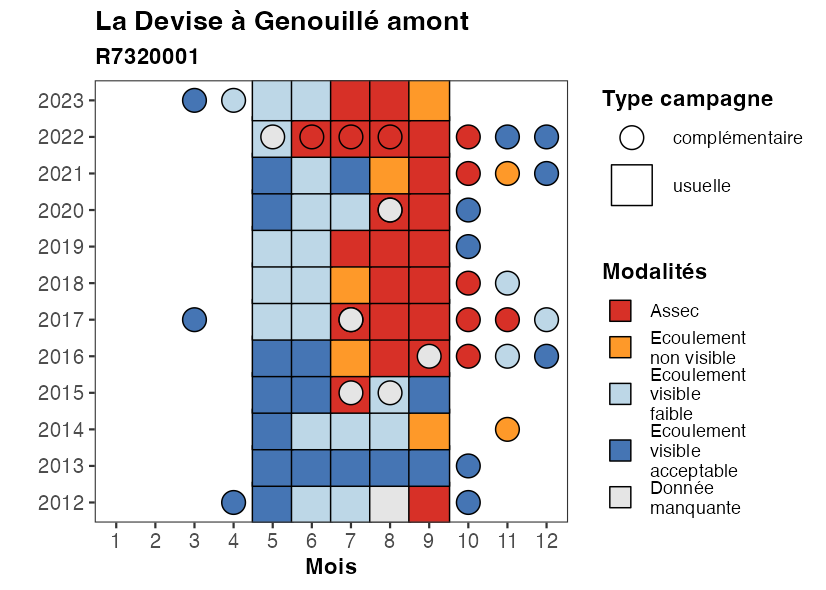 La Devise à Genouillé amont
R7320001
2023
2022
2021
2020
2019
2018
2017
2016
2015
2014
2013
2012
1 2 3 4 5 6 7 8 9 10 11 12
Mois
Type campagne
complémentaire
usuelle
Modalités
Assec
Ecoulement
non visible
Ecoulement
visible
faible
Ecoulement
visible
acceptable
Donnée
manquante